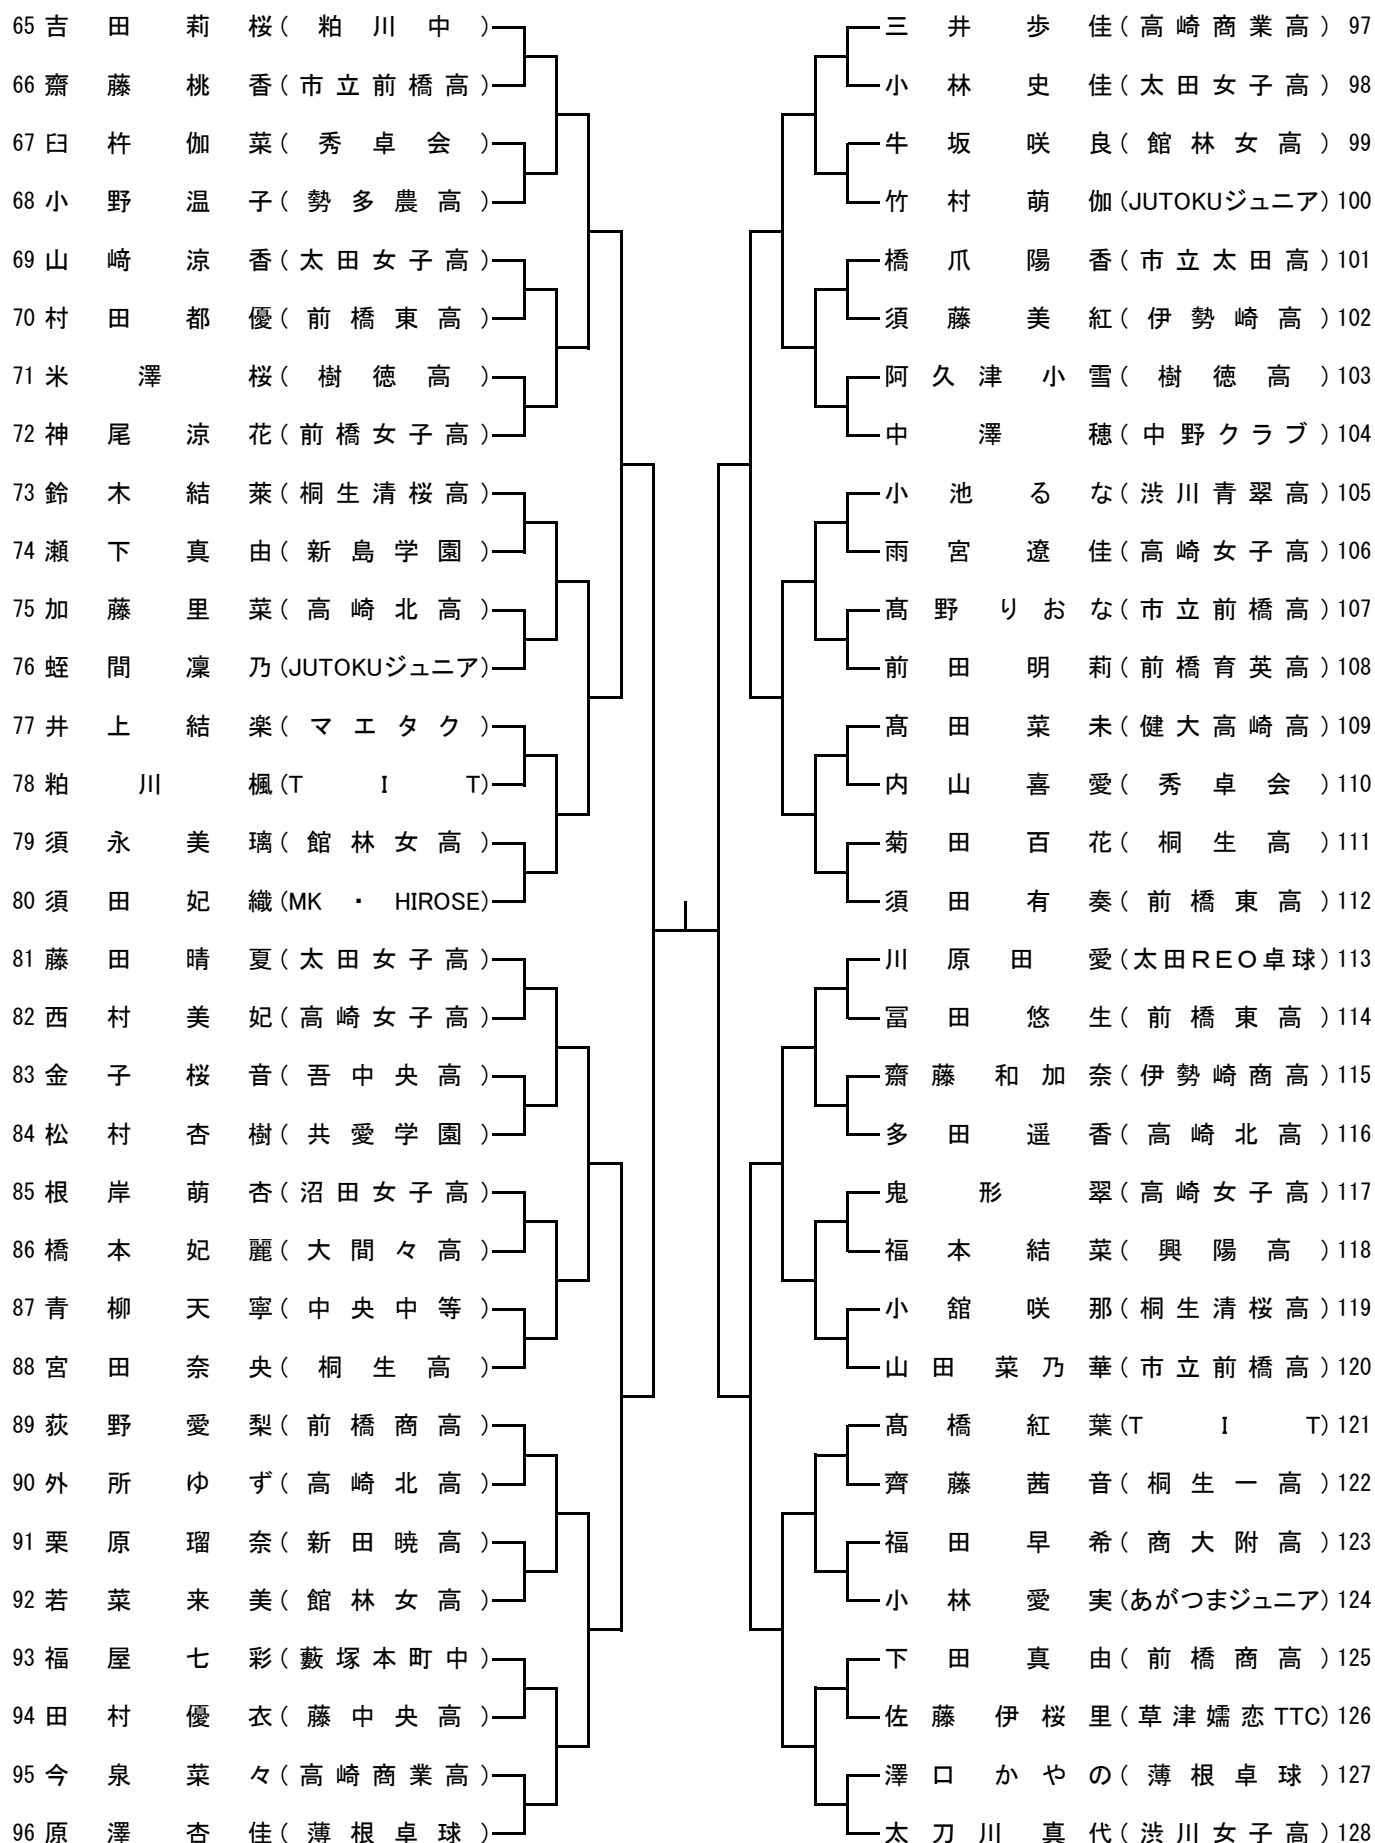 65 吉田莉桜(粕川中)
66 齋藤桃香(市立前橋高)
67 臼杵伽菜(秀卓会)
68 小野温子(勢多農高)
69 山﨑涼香(太田女子高)
70 村田都優(前橋東高)
71 米澤桜(樹徳高)
72 神尾涼花(前橋女子高)
73 鈴木結菜(桐生清桜高)
74 瀬下真由(新島学園)
75 加藤里菜(高崎北高)
76 蛭間凜乃(JUTOKUジュニア)
77 井上結楽(マエタク)
78 粕川楓(TIT)
79 須永美璃(館林女高)
80 須田妃織(MK・HIROSE)
81 藤田晴夏(太田女子高)
82 西村美妃(高崎女子高)
83 金子桜音(吾中央高)
84 松村杏樹(共愛学園)
85 根岸萌杏(沼田女子高)
86 橋本妃麗(大間々高)
87 青柳天寧(中央中等)
88 宮田奈央(桐生高)
89 荻野愛梨(前橋商高)
90 外所ゆず(高崎北高)
91 栗原瑠奈(新田暁高)
92 若菜来美(館林女高)
93 福屋七彩(藪塚本町中)
94 田村優衣(藤中央高)
95 今泉菜々(高崎商業高)
96 原澤杏佳(薄根卓球)
三井歩佳(高崎商業高) 97
小林史佳(太田女子高) 98
牛坂咲良(館林女高) 99
竹村萌伽(JUTOKUジュニア) 100
橋爪陽香(市立太田高) 101
須藤美紅(伊勢崎高) 102
阿久津小雪(樹徳高) 103
中澤穂(中野クラブ) 104
小池るな(渋川青翠高) 105
雨宮遼佳(高崎女子高) 106
髙野りおな(市立前橋高) 107
前田明莉(前橋育英高) 108
髙田菜未(健大高崎高) 109
内山喜愛(秀卓会) 110
菊田百花(桐生高) 111
須田有奏(前橋東高) 112
川原田愛(太田REO卓球) 113
冨田悠生(前橋東高) 114
齋藤和加奈(伊勢崎商高) 115
多田遥香(高崎北高) 116
鬼形翠(高崎女子高) 117
福本結菜(興陽高) 118
小舘咲那(桐生清桜高) 119
山田菜乃華(市立前橋高) 120
髙橋紅葉(TIT) 121
齊藤茜音(桐生一高) 122
福田早希(商大附高) 123
小林愛実(あがつまジュニア) 124
下田真由(前橋商高) 125
佐藤伊桜里(草津嬬恋TTC) 126
澤口かやの(薄根卓球) 127
太刀川真代(渋川女子高) 128